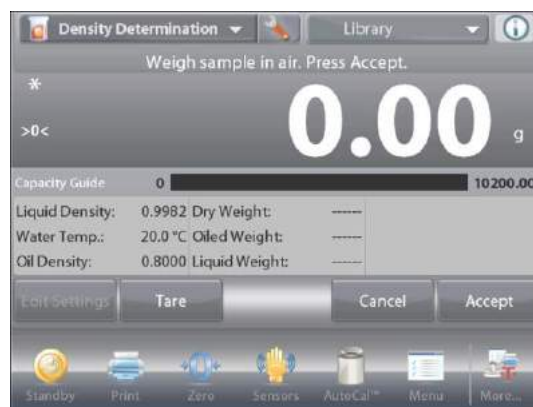 Density Determination Library
Weigh sample in air. Press Accept.
*
>0<
0.00 g
Capacity Guide 0 10200.00
Liquid Density: 0.9982 Dry Weight: ------
Water Temp.: 20.0 °C Oiled Weight: ------
Oil Density: 0.8000 Liquid Weight: ------
Edit Settings Tare Cancel Accept
Standby Print Zero Sensors AutoCal™ Menu More...